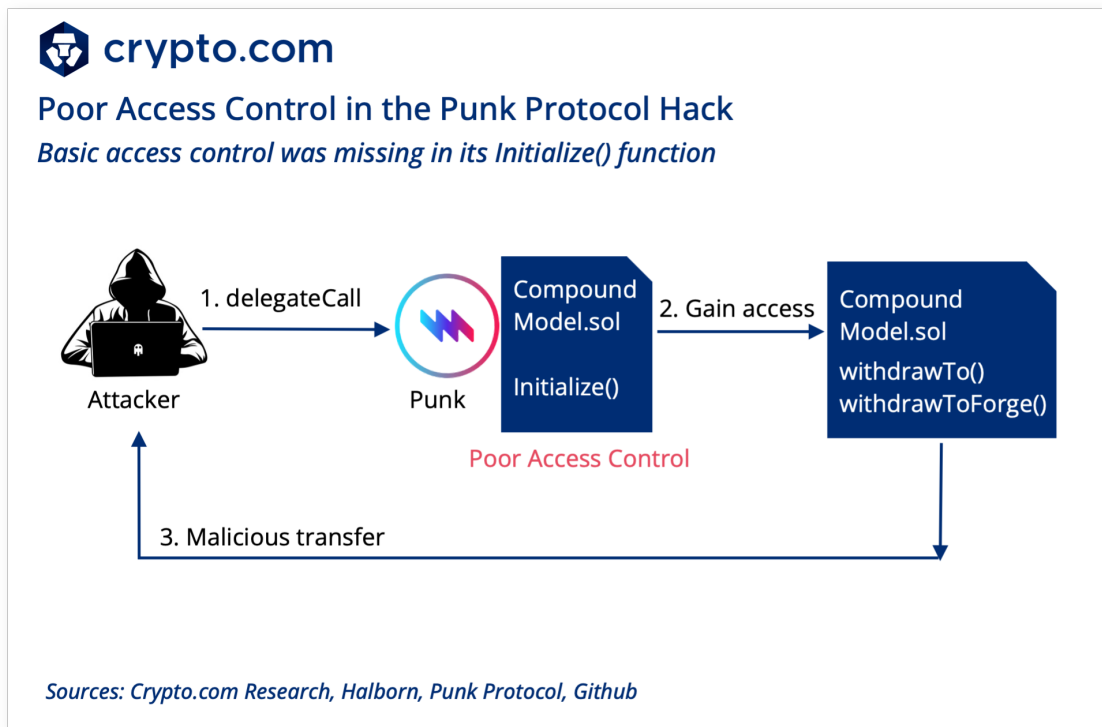 crypto.com
Poor Access Control in the Punk Protocol Hack
Basic access control was missing in its Initialize() function
1. delegateCall
Attacker
Punk
Compound
Model.sol
Initialize()
Poor Access Control
2. Gain access
Compound
Model.sol
withdrawTo()
withdrawToForge()
3. Malicious transfer
Sources: Crypto.com Research, Halborn, Punk Protocol, Github